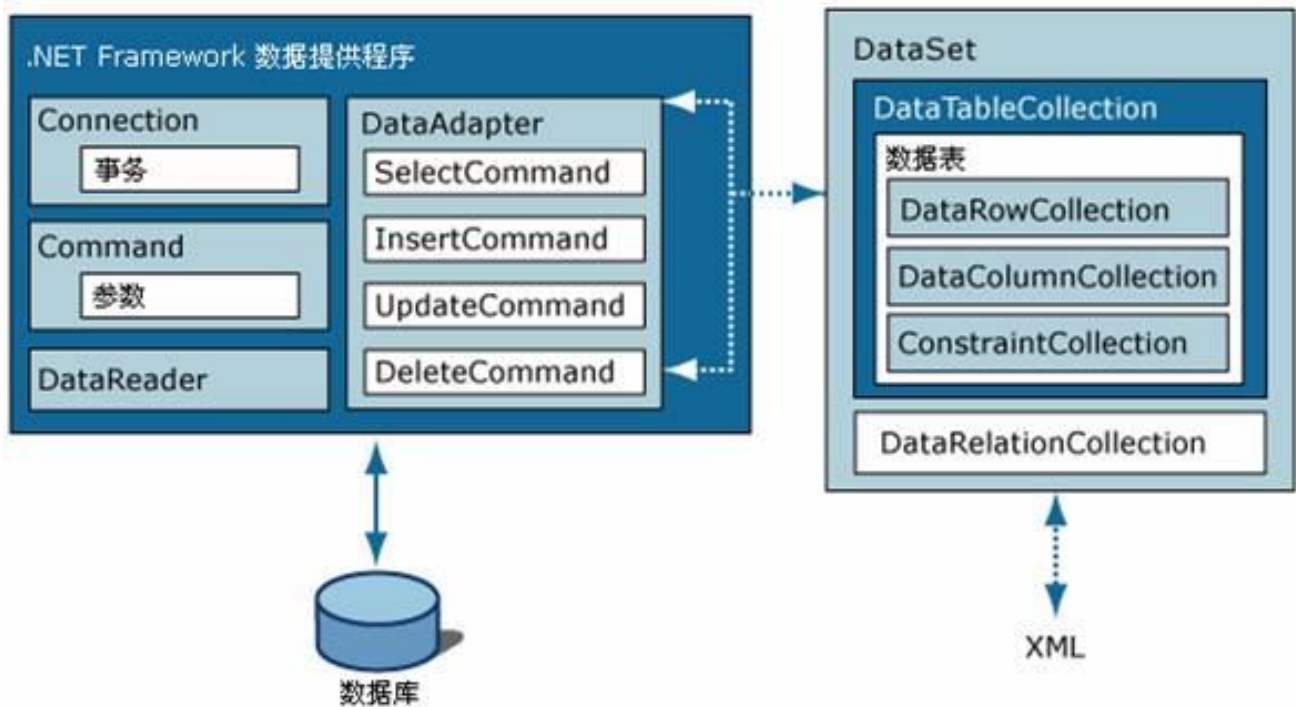 .NET Framework 数据提供程序
Connection
事务
Command
参数
DataReader
DataAdapter
SelectCommand
InsertCommand
UpdateCommand
DeleteCommand
数据库
DataSet
DataTableCollection
数据表
DataRowCollection
DataColumnCollection
ConstraintCollection
DataRelationCollection
XML